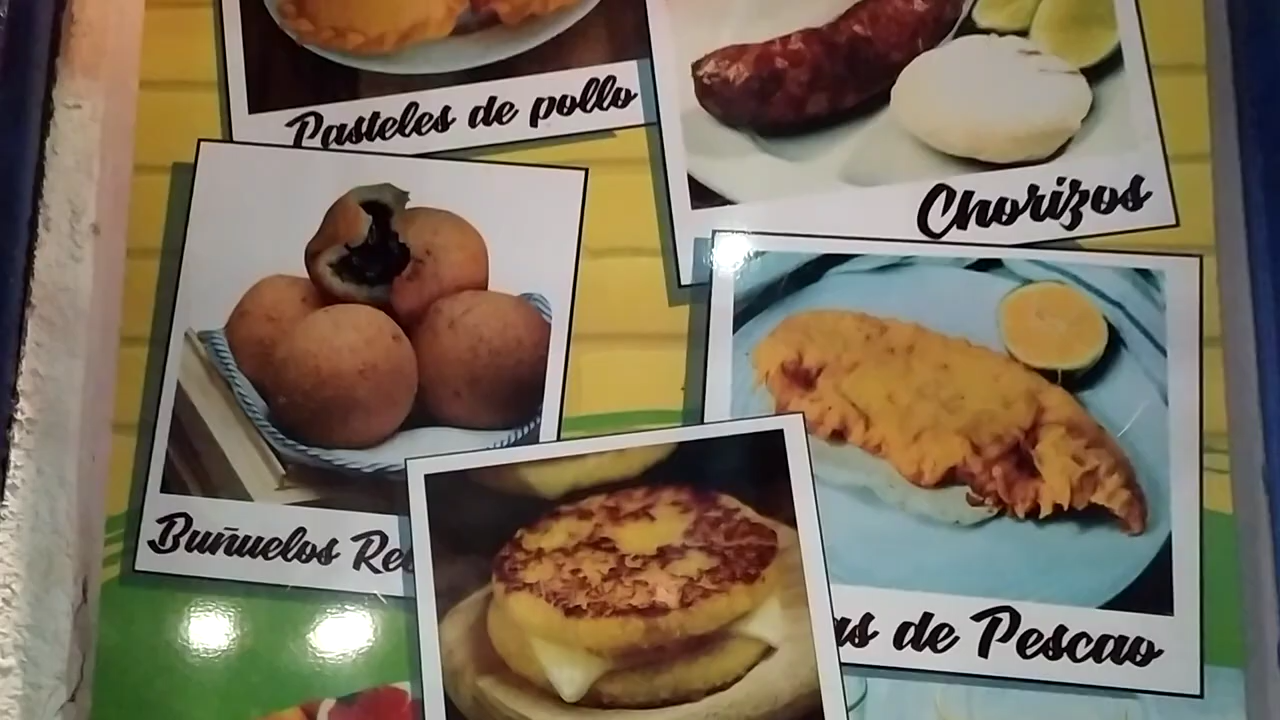 Pasteles de pollo
Chorizos
Buñuelos
de Pescao